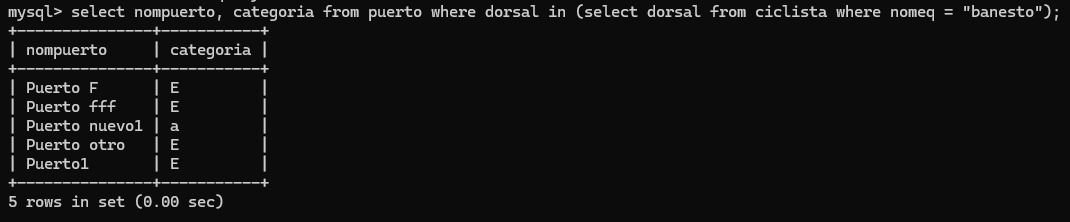 mysql> select nompuerto, categoria from puerto where dorsal in (select dorsal from ciclista where nomeq = "banesto");
+---------------+-----------+
| nompuerto     | categoria |
+---------------+-----------+
| Puerto F      | E         |
| Puerto fff    | E         |
| Puerto nuevo1 | a         |
| Puerto otro   | E         |
| Puerto1       | E         |
+---------------+-----------+
5 rows in set (0.00 sec)